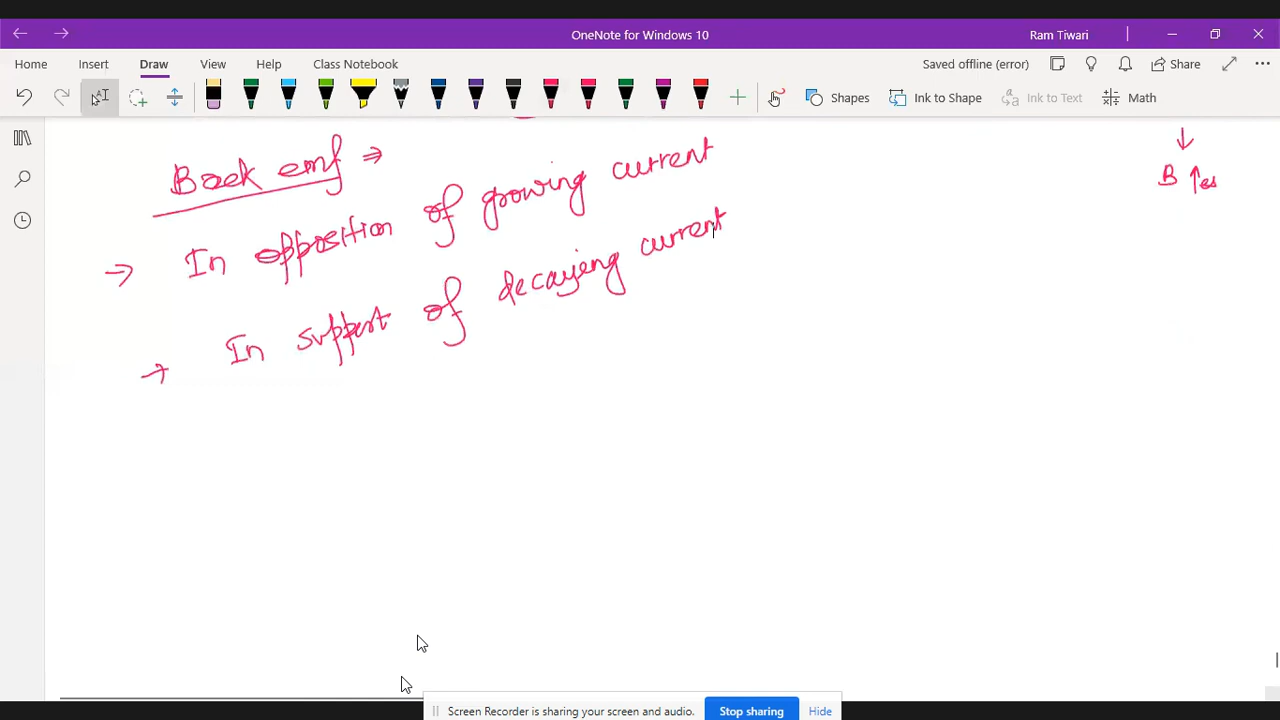 OneNote for Windows 10
Ram Tiwari
Home Insert Draw View Help Class Notebook
Saved offline (error) Share
Shapes Ink to Shape Ink to Text Math
Back emf ⇒
→ In opposition of growing current
→ In support of decaying current
↓
B ↑es
Screen Recorder is sharing your screen and audio. Stop sharing Hide